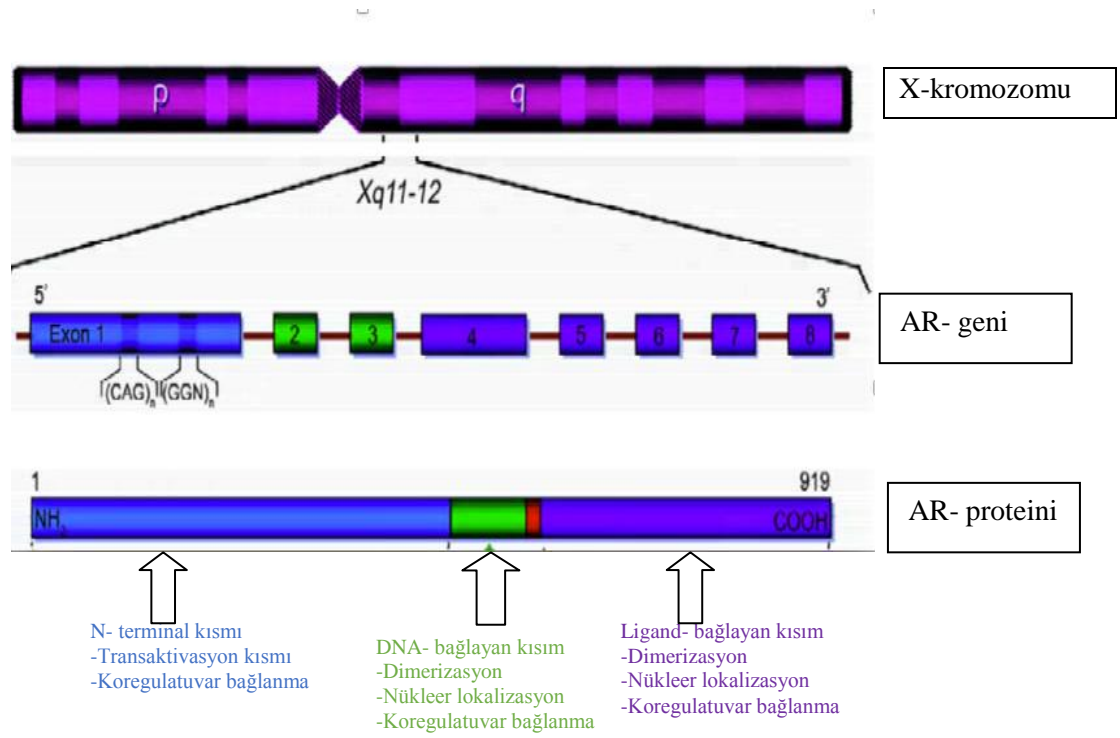 p
q
X-kromozomu
Xq11-12
5'
3'
Exon 1
2
3
4
5
6
7
8
AR- geni
(CAG)n
(GGN)n
1
919
NH2
COOH
AR- proteini
N- terminal kısmı
-Transaktivasyon kısmı
-Koregulatuvar bağlanma
DNA- bağlayan kısım
-Dimerizasyon
-Nükleer lokalizasyon
-Koregulatuvar bağlanma
Ligand- bağlayan kısım
-Dimerizasyon
-Nükleer lokalizasyon
-Koregulatuvar bağlanma